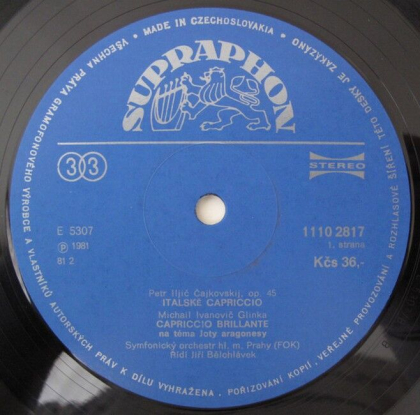 VŠECHNA PRÁVA GRAMOFONOVÉHO VÝROBCE A VLASTNÍKŮ AUTORSKÝCH PRÁV K DÍLU VYHRAŽENA. POŘIZOVÁNÍ KOPIÍ, VEŘEJNÉ PROVOZOVÁNÍ A ROZHLASOVÉ ŠÍŘENÍ TÉTO DESKY JE ZAKÁZÁNO
• MADE IN CZECHOSLOVAKIA •
SUPRAPHON
33
STEREO
E 5307
Ⓟ 1981
81 2
1110 2817
1. strana
Kčs 36,-
Petr Iljič Čajkovskij, op. 45
ITALSKÉ CAPRICCIO
Michail Ivanovič Glinka
CAPRICCIO BRILLANTE
na téma Joty aragonesy
Symfonický orchestr hl. m. Prahy (FOK)
Řídí Jiří Bělohlávek